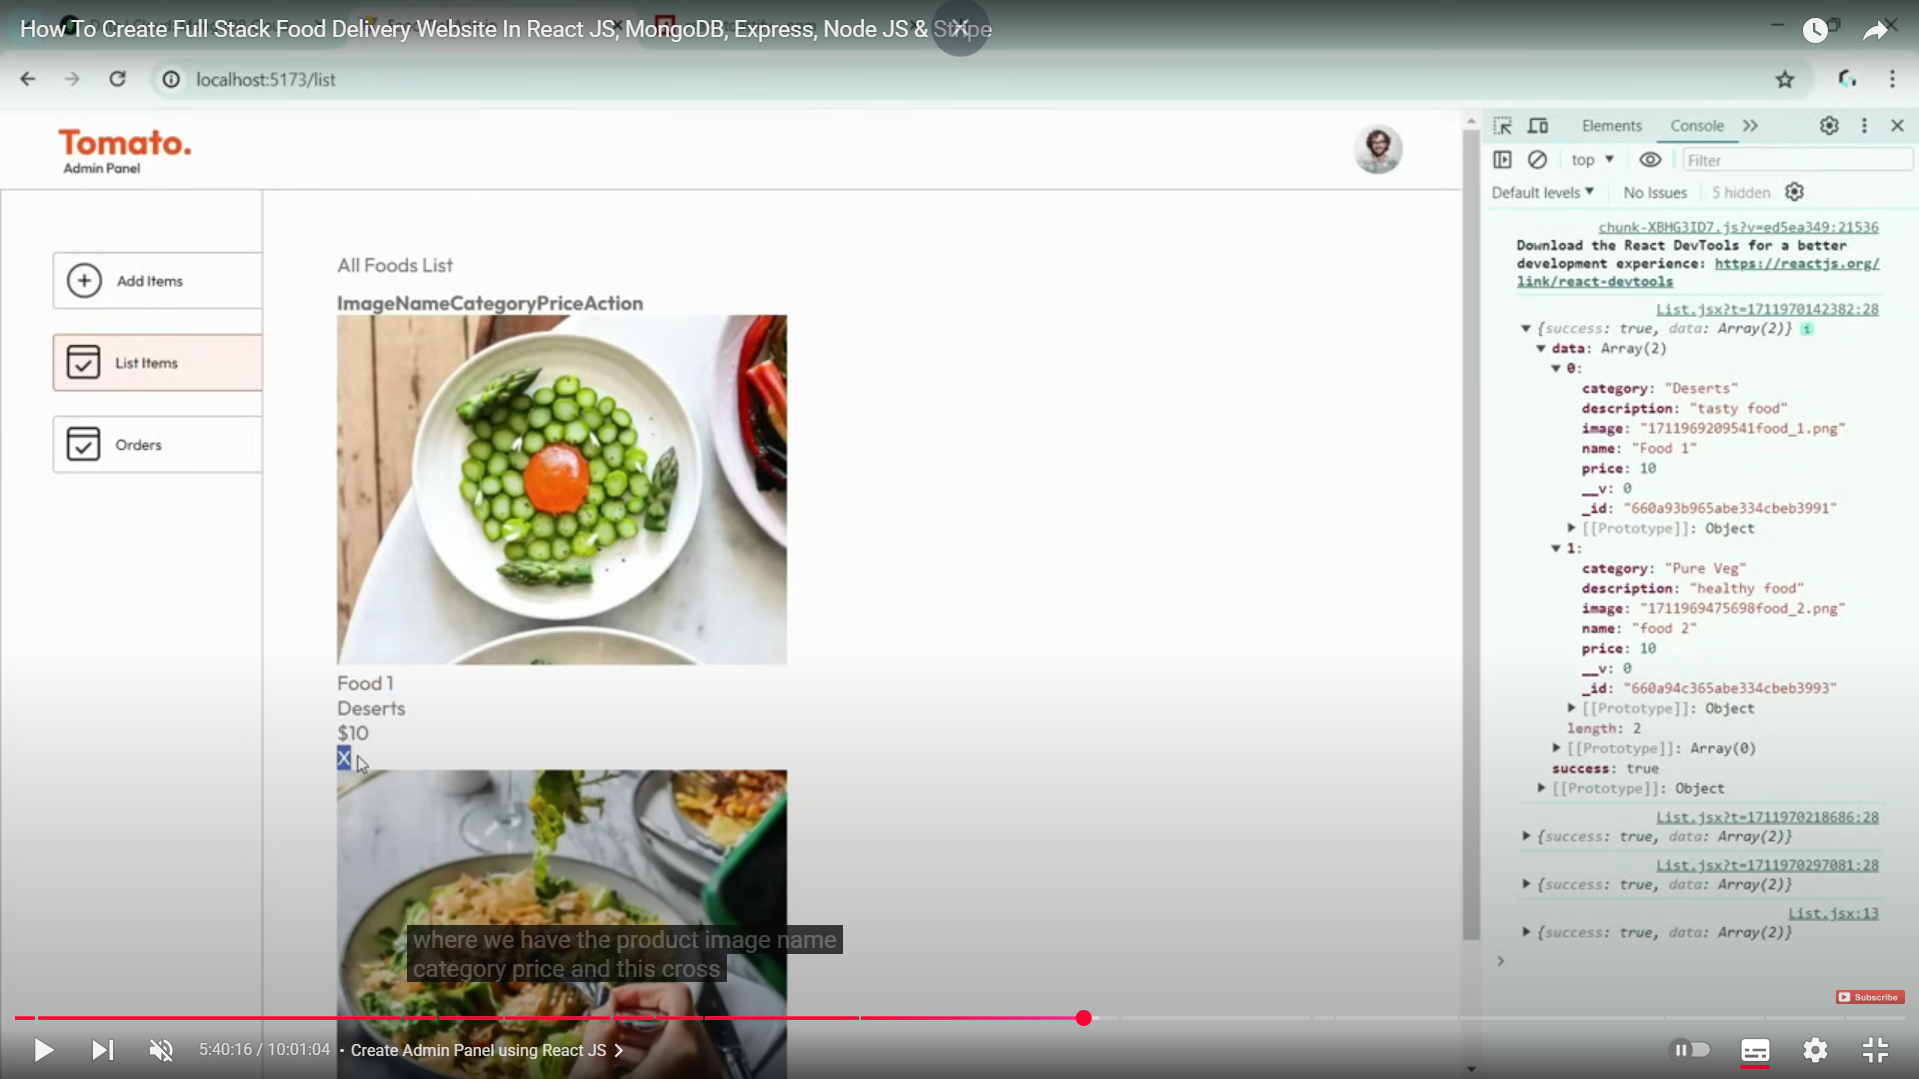 How To Create Full Stack Food Delivery Website In React JS, MongoDB, Express, Node JS & Stripe
localhost:5173/list
Tomato.
Admin Panel
Add Items
List Items
Orders
All Foods List
ImageNameCategoryPriceAction
Food 1
Deserts
$10
X
where we have the product image name
category price and this cross
Elements
Console
top
Filter
Default levels
No Issues
5 hidden
chunk-XBHG3ID7.js?v=ed5ea349:21536
Download the React DevTools for a better
development experience: https://reactjs.org/
link/react-devtools
List.jsx?t=1711970142382:28
{success: true, data: Array(2)} i
data: Array(2)
0:
category: "Deserts"
description: "tasty food"
image: "1711969209541food_1.png"
name: "Food 1"
price: 10
__v: 0
_id: "660a93b965abe334cbeb3991"
[[Prototype]]: Object
1:
category: "Pure Veg"
description: "healthy food"
image: "1711969475698food_2.png"
name: "food 2"
price: 10
__v: 0
_id: "660a94c365abe334cbeb3993"
[[Prototype]]: Object
length: 2
[[Prototype]]: Array(0)
success: true
[[Prototype]]: Object
List.jsx?t=1711970218686:28
{success: true, data: Array(2)}
List.jsx?t=1711970297081:28
{success: true, data: Array(2)}
List.jsx:13
{success: true, data: Array(2)}
Subscribe
5:40:16 / 10:01:04 • Create Admin Panel using React JS